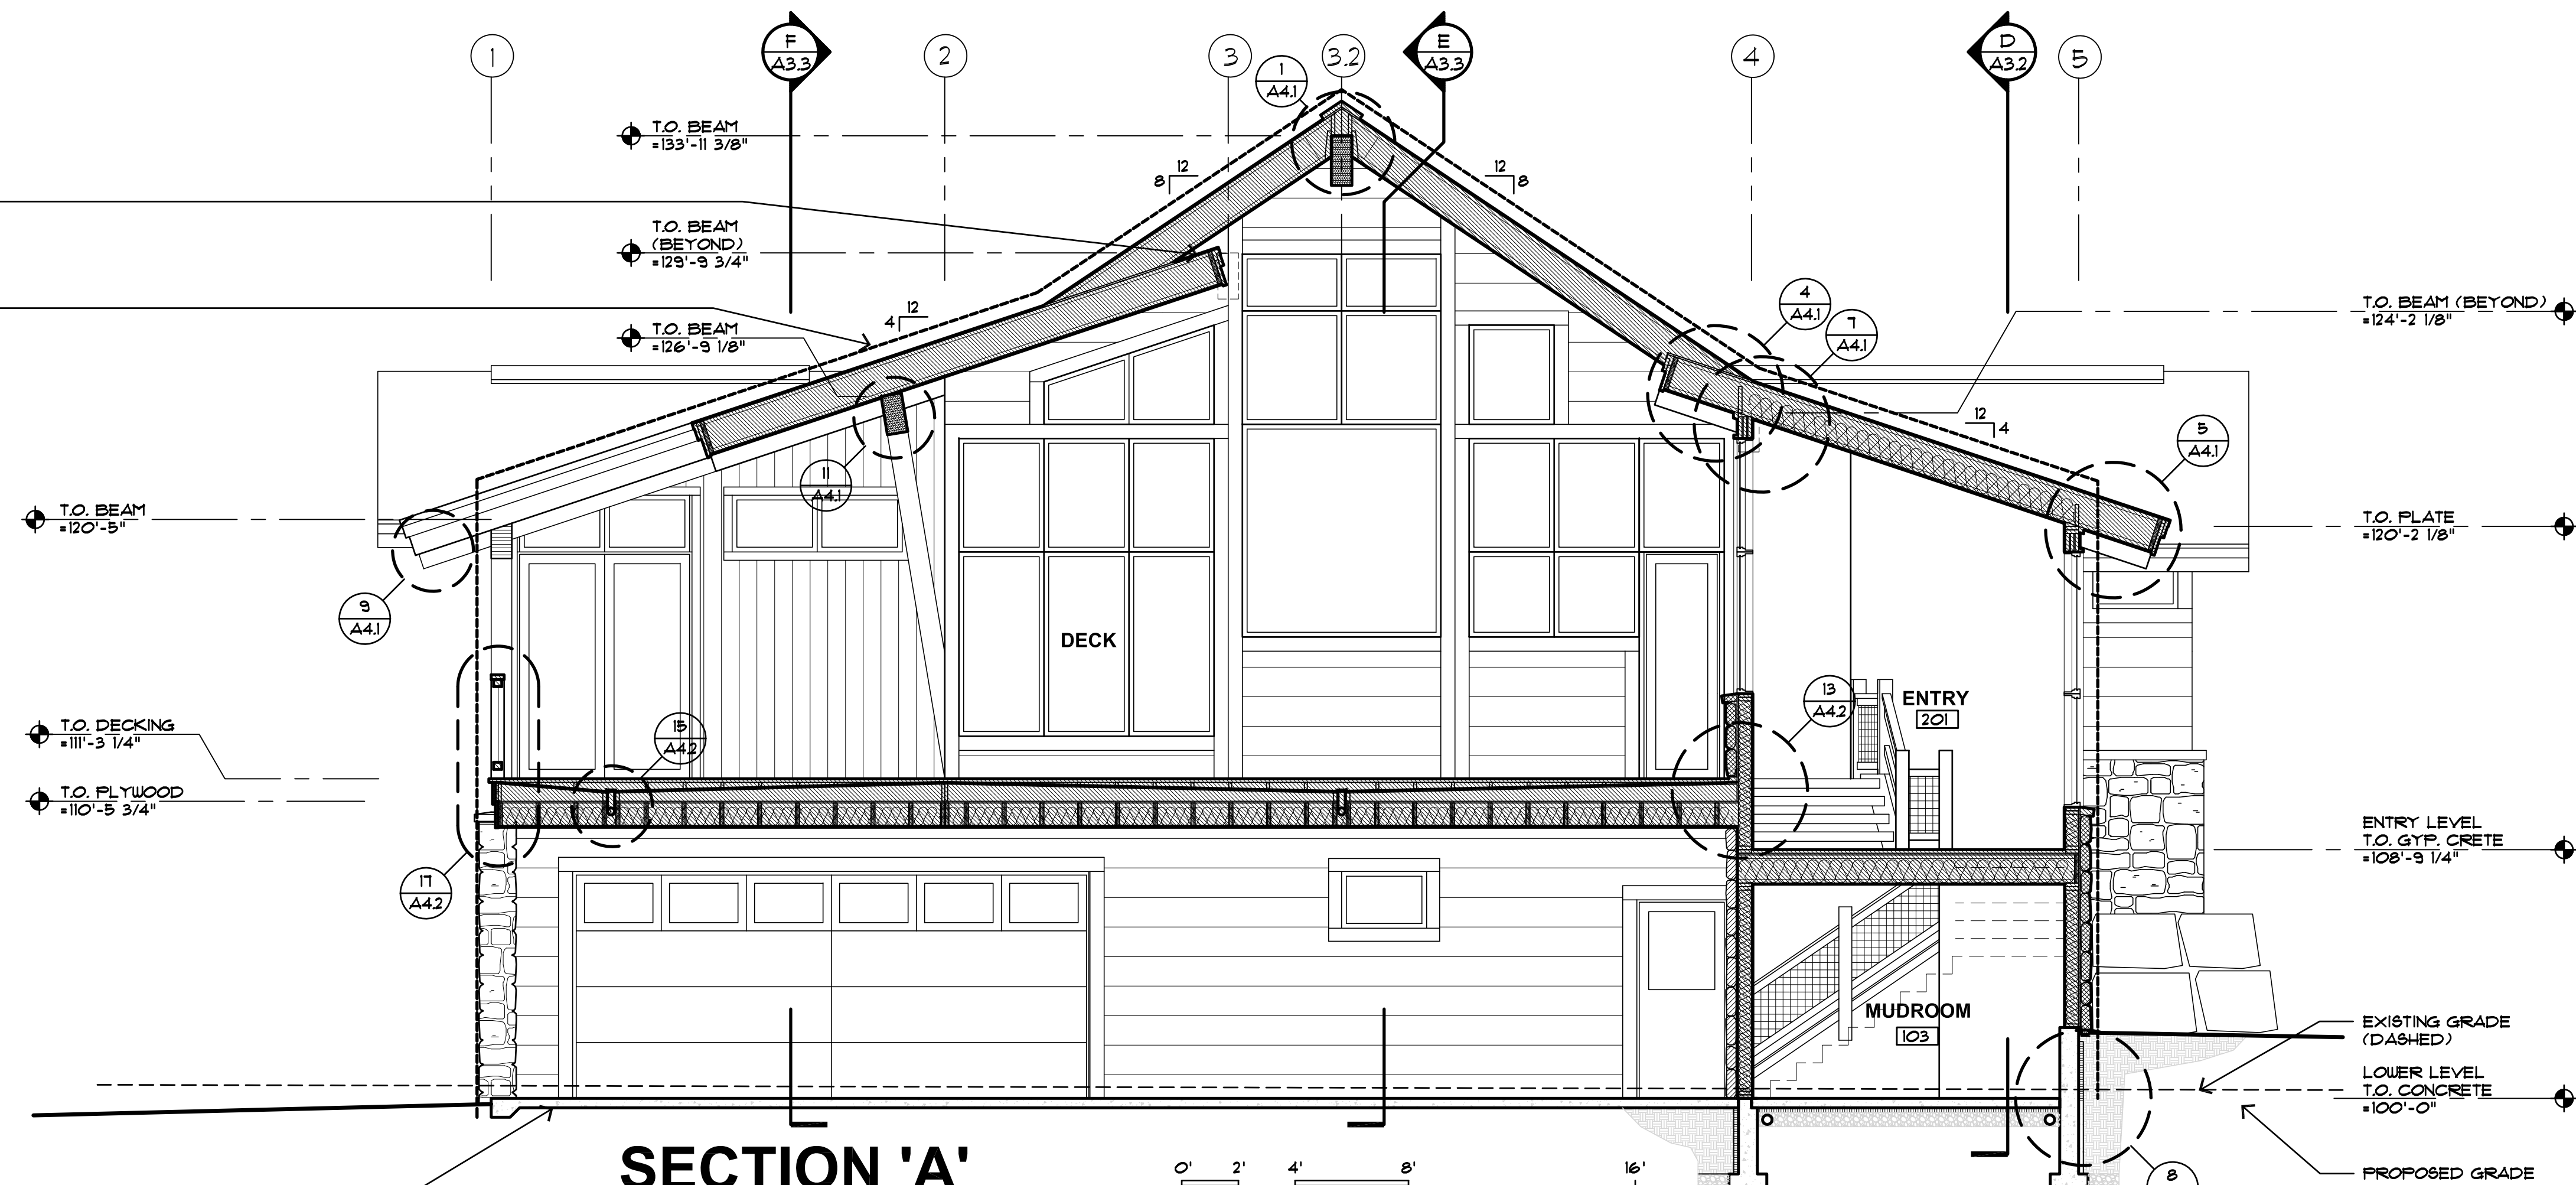 1
F
A3.3
2
3
1
A4.1
3.2
E
A3.3
4
D
A3.2
5
T.O. BEAM
=133'-11 3/8"
12
8
12
8
T.O. BEAM
(BEYOND)
=129'-9 3/4"
12
4
T.O. BEAM
=126'-9 1/8"
4
A4.1
7
A4.1
T.O. BEAM (BEYOND)
=124'-2 1/8"
12
4
5
A4.1
11
A4.1
T.O. BEAM
=120'-5"
T.O. PLATE
=120'-2 1/8"
9
A4.1
DECK
13
A4.2
ENTRY
201
T.O. DECKING
=111'-3 1/4"
15
A4.2
T.O. PLYWOOD
=110'-5 3/4"
ENTRY LEVEL
T.O. GYP. CRETE
=108'-9 1/4"
17
A4.2
MUDROOM
103
EXISTING GRADE
(DASHED)
LOWER LEVEL
T.O. CONCRETE
=100'-0"
SECTION 'A'
0'
2'
4'
8'
16'
8
PROPOSED GRADE